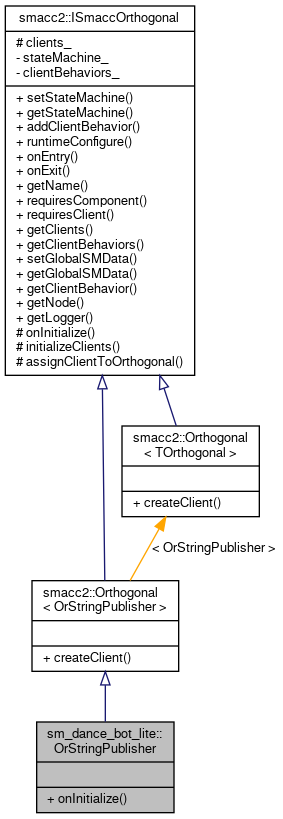 smacc2::ISmaccOrthogonal
# clients_
- stateMachine_
- clientBehaviors_
+ setStateMachine()
+ getStateMachine()
+ addClientBehavior()
+ runtimeConfigure()
+ onEntry()
+ onExit()
+ getName()
+ requiresComponent()
+ requiresClient()
+ getClients()
+ getClientBehaviors()
+ setGlobalSMData()
+ getGlobalSMData()
+ getClientBehavior()
+ getNode()
+ getLogger()
# onInitialize()
# initializeClients()
# assignClientToOrthogonal()
smacc2::Orthogonal
< TOrthogonal >
+ createClient()
< OrStringPublisher >
smacc2::Orthogonal
< OrStringPublisher >
+ createClient()
sm_dance_bot_lite::
OrStringPublisher
+ onInitialize()